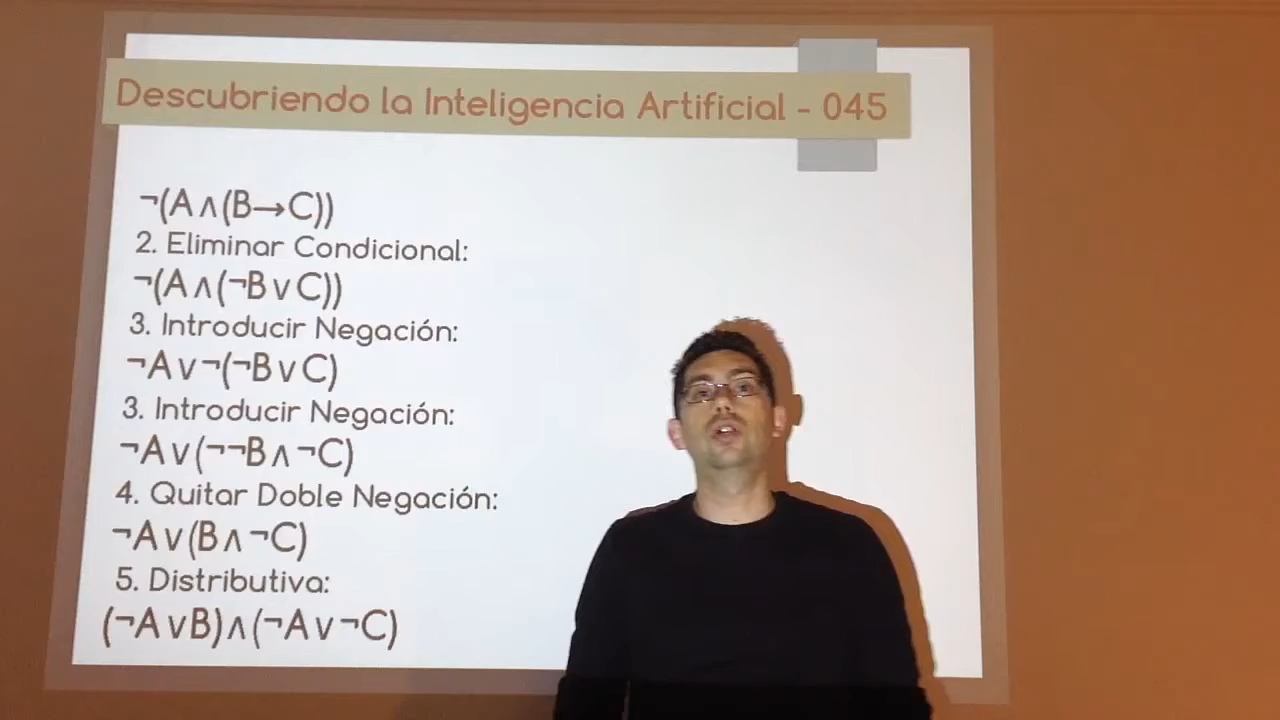 Descubriendo la Inteligencia Artificial - 045
¬(A∧(B→C))
2. Eliminar Condicional:
¬(A∧(¬B∨C))
3. Introducir Negación:
¬A∨¬(¬B∨C)
3. Introducir Negación:
¬A∨(¬¬B∧¬C)
4. Quitar Doble Negación:
¬A∨(B∧¬C)
5. Distributiva:
(¬A∨B)∧(¬A∨¬C)